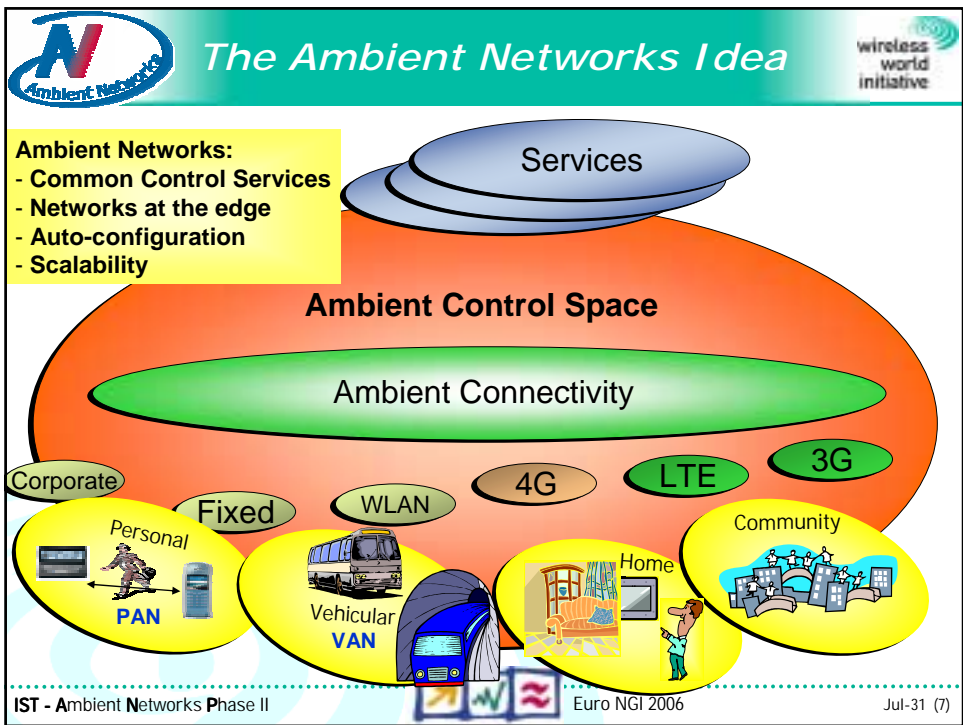 Ambient Networks
The Ambient Networks Idea
wireless
world
initiative
Ambient Networks:
- Common Control Services
- Networks at the edge
- Auto-configuration
- Scalability
Services
Ambient Control Space
Ambient Connectivity
Corporate
Fixed
WLAN
4G
LTE
3G
Personal
PAN
Vehicular
VAN
Home
Community
IST - Ambient Networks Phase II
Euro NGI 2006
Jul-31 (7)